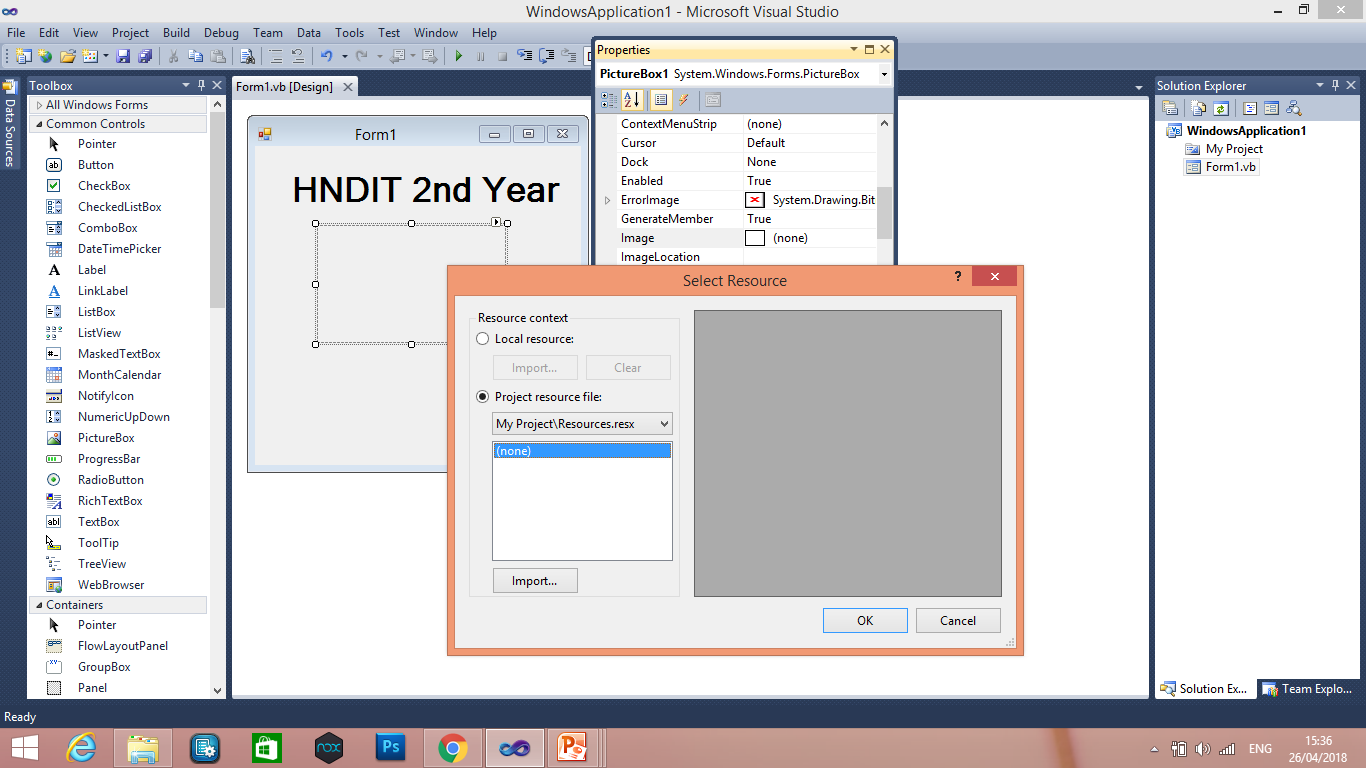 WindowsApplication1 - Microsoft Visual Studio
File Edit View Project Build Debug Team Data Tools Test Window Help
Data Sources
Toolbox
All Windows Forms
Common Controls
Pointer
Button
CheckBox
CheckedListBox
ComboBox
DateTimePicker
Label
LinkLabel
ListBox
ListView
MaskedTextBox
MonthCalendar
NotifyIcon
NumericUpDown
PictureBox
ProgressBar
RadioButton
RichTextBox
TextBox
ToolTip
TreeView
WebBrowser
Containers
Pointer
FlowLayoutPanel
GroupBox
Panel
Form1.vb [Design]
Form1
HNDIT 2nd Year
Properties
PictureBox1 System.Windows.Forms.PictureBox
ContextMenuStrip (none)
Cursor Default
Dock None
Enabled True
ErrorImage System.Drawing.Bit
GenerateMember True
Image (none)
ImageLocation
Select Resource
Resource context
Local resource:
Import... Clear
Project resource file:
My Project\Resources.resx
(none)
Import...
OK Cancel
Solution Explorer
WindowsApplication1
My Project
Form1.vb
Solution Ex... Team Explo...
Ready
nox
Ps
ENG
15:36
26/04/2018